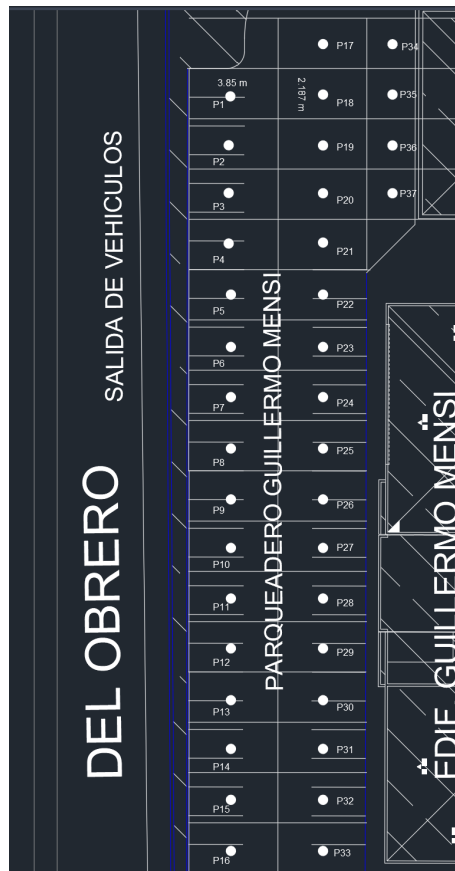 P17
P34
3.85 m
2.187 m
P1
P18
P35
P2
P19
P36
P3
P20
P37
P4
P21
P5
P22
P6
P23
P7
P24
P8
P25
P9
P26
P10
P27
P11
P28
P12
P29
P13
P30
P14
P31
P15
P32
P16
P33
SALIDA DE VEHICULOS
DEL OBRERO
PARQUEADERO GUILLERMO MENSI
EDIF. GUILLERMO MENSI